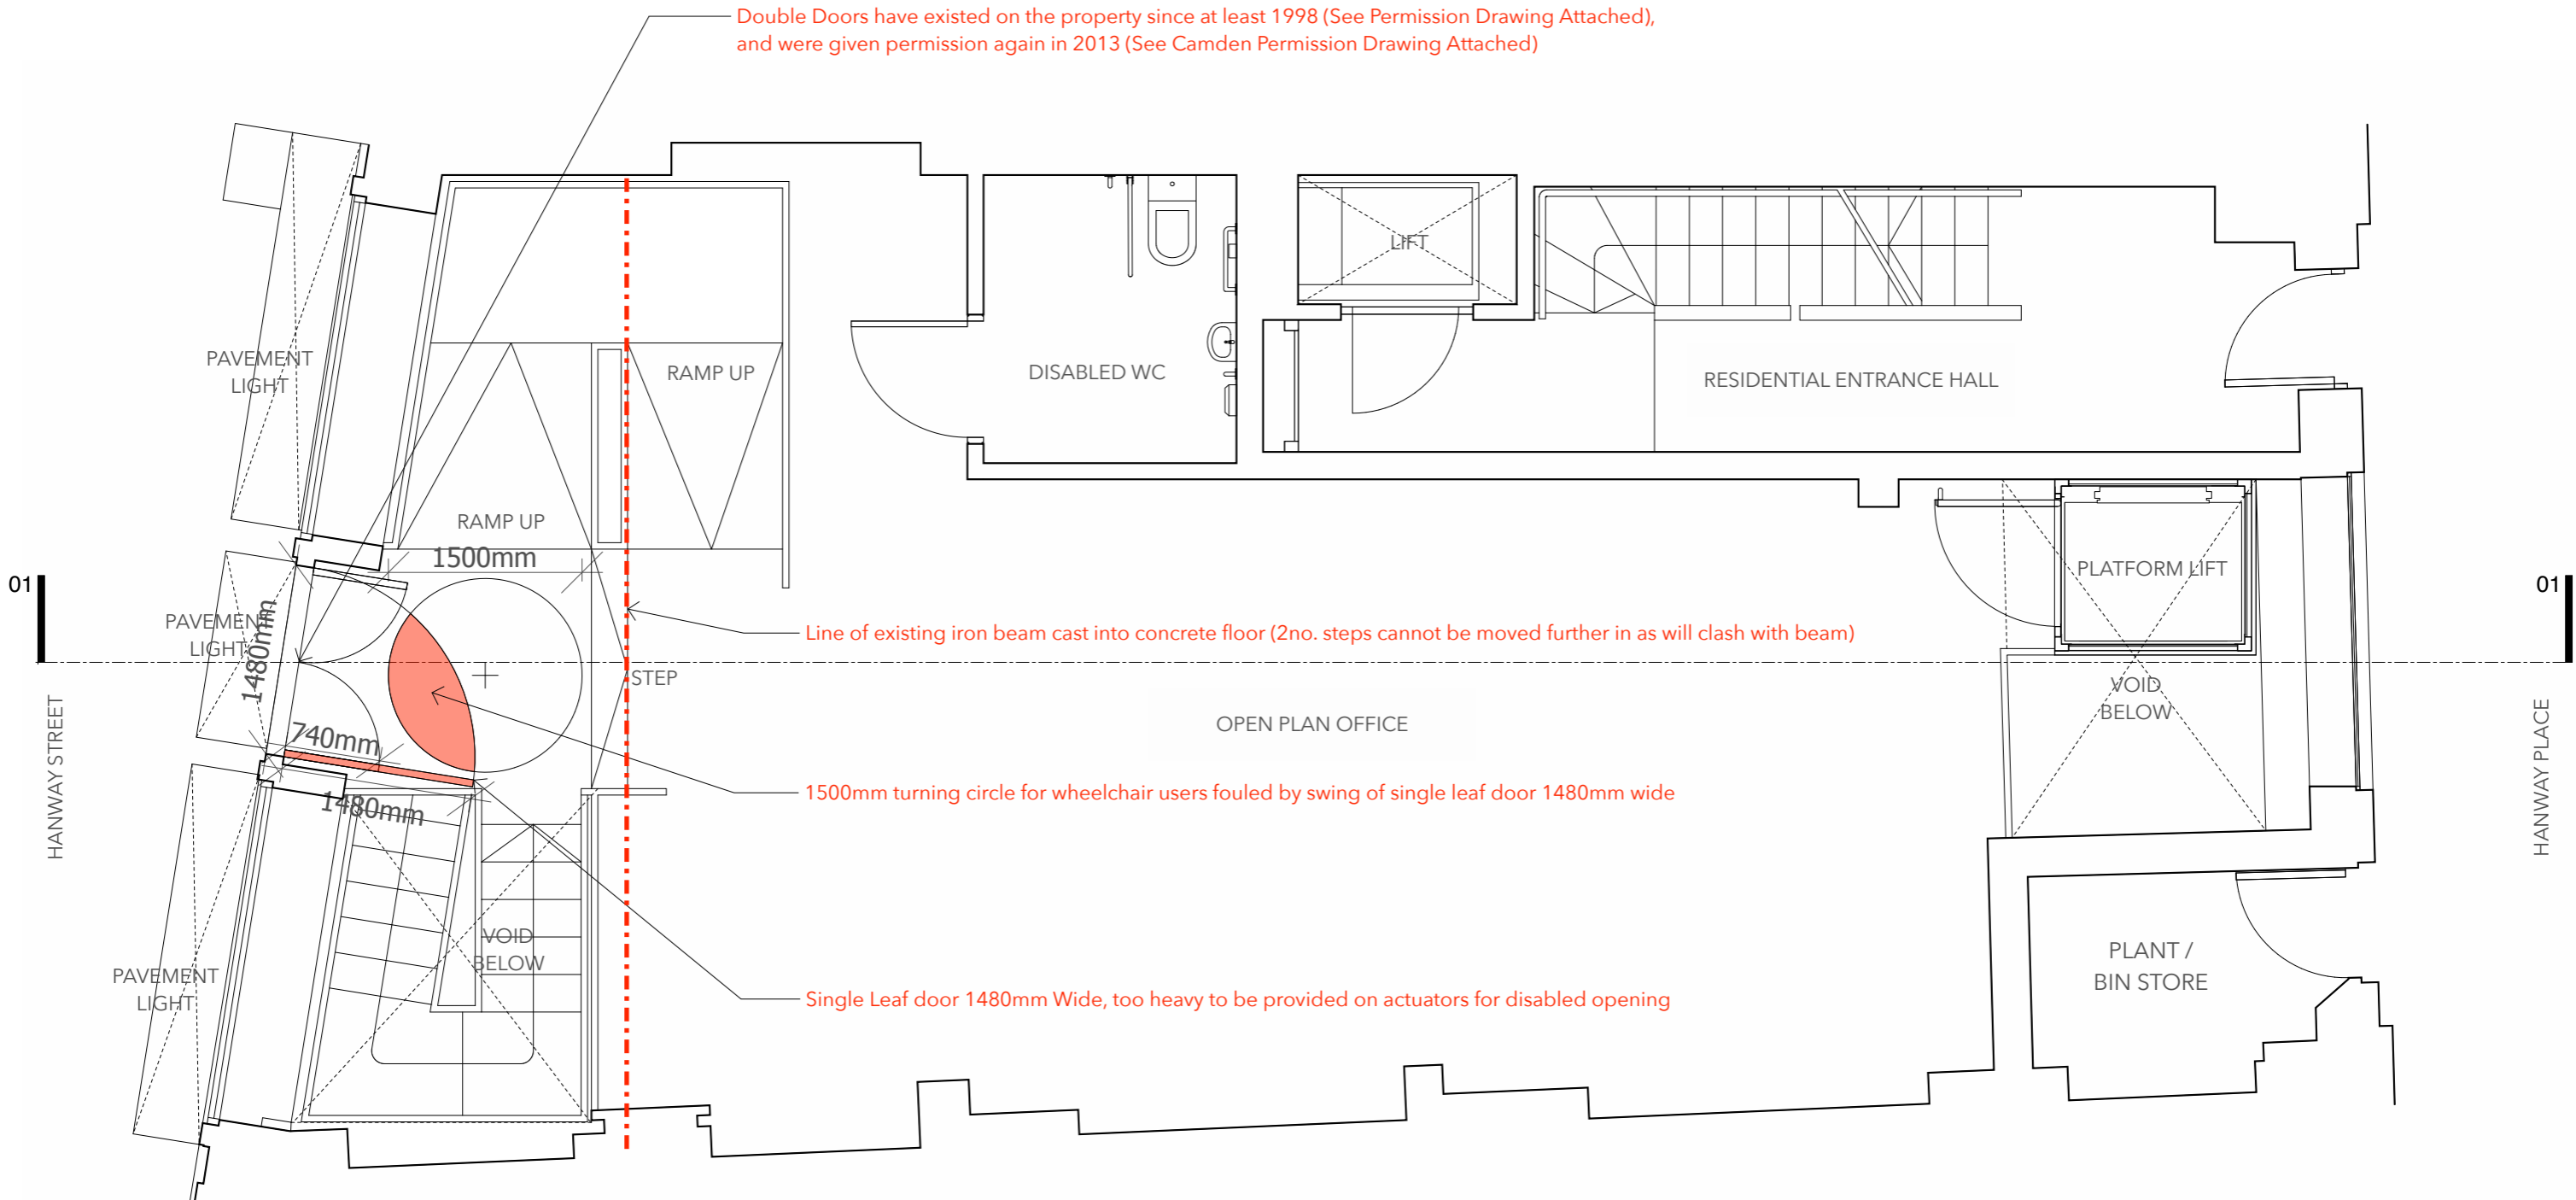 Double Doors have existed on the property since at least 1998 (See Permission Drawing Attached),
and were given permission again in 2013 (See Camden Permission Drawing Attached)
LIFT
PAVEMENT
LIGHT
RAMP UP
DISABLED WC
RESIDENTIAL ENTRANCE HALL
RAMP UP
1500mm
PLATFORM LIFT
01
01
PAVEMENT
LIGHT
1480mm
Line of existing iron beam cast into concrete floor (2no. steps cannot be moved further in as will clash with beam)
STEP
VOID
BELOW
OPEN PLAN OFFICE
740mm
HANWAY STREET
HANWAY PLACE
1500mm turning circle for wheelchair users fouled by swing of single leaf door 1480mm wide
1480mm
VOID
BELOW
PAVEMENT
LIGHT
PLANT /
BIN STORE
Single Leaf door 1480mm Wide, too heavy to be provided on actuators for disabled opening